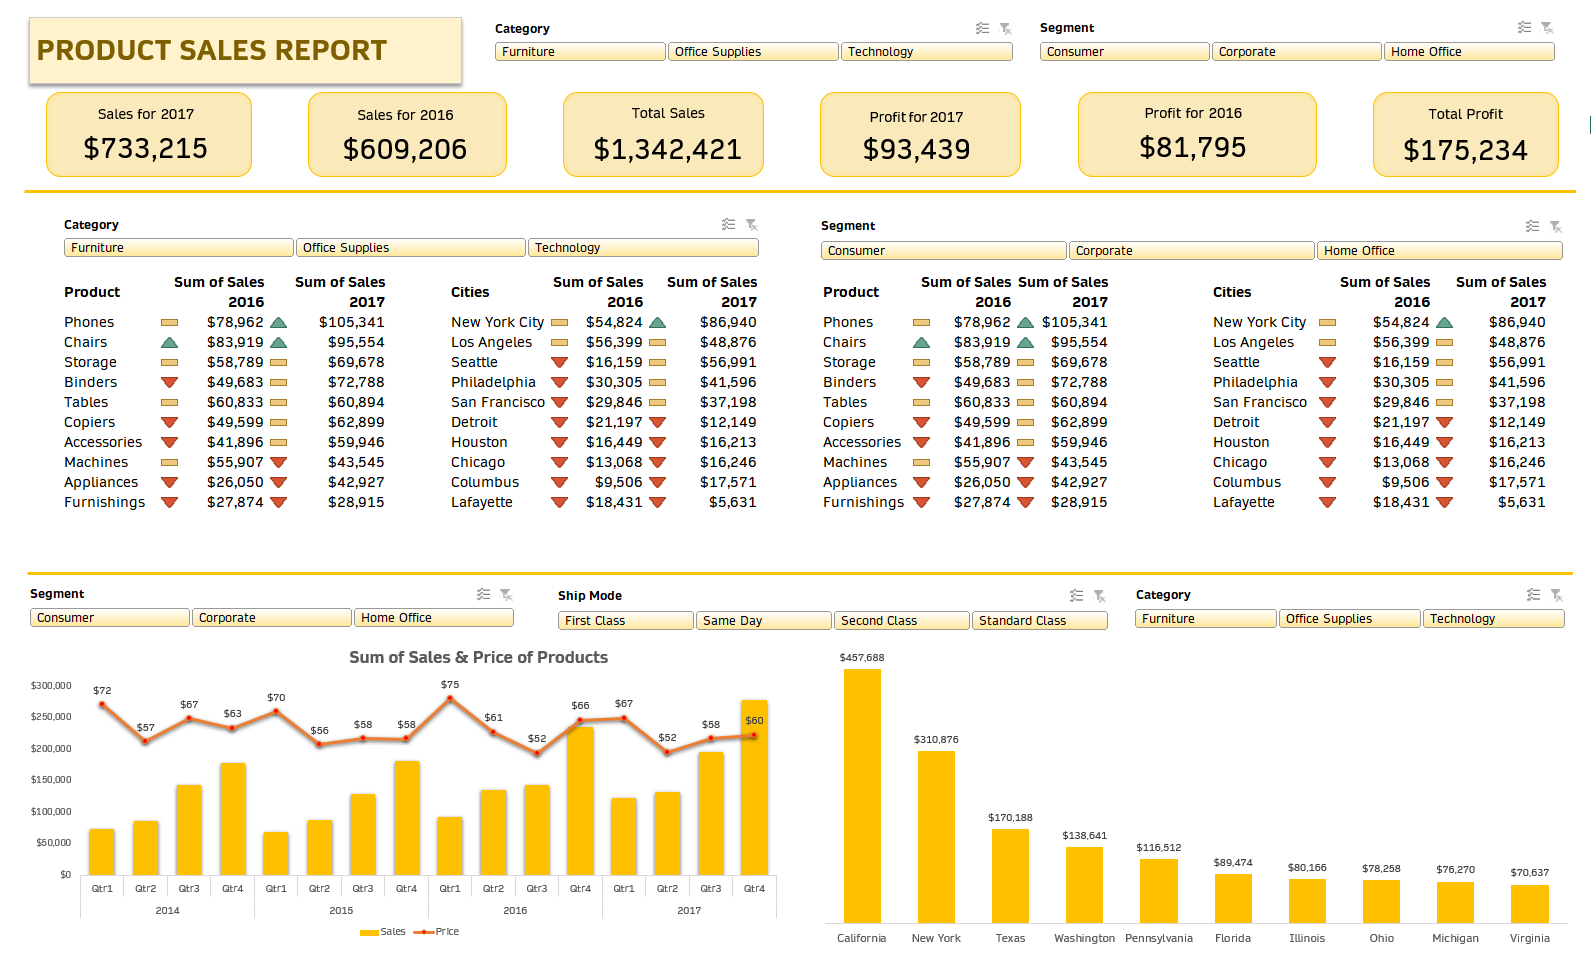 PRODUCT SALES REPORT
Category
Furniture Office Supplies Technology
Segment
Consumer Corporate Home Office
Sales for 2017
$733,215
Sales for 2016
$609,206
Total Sales
$1,342,421
Profit for 2017
$93,439
Profit for 2016
$81,795
Total Profit
$175,234
Category
Furniture Office Supplies Technology
Product Sum of Sales 2016 Sum of Sales 2017
Phones $78,962 $105,341
Chairs $83,919 $95,554
Storage $58,789 $69,678
Binders $49,683 $72,788
Tables $60,833 $60,894
Copiers $49,599 $62,899
Accessories $41,896 $59,946
Machines $55,907 $43,545
Appliances $26,050 $42,927
Furnishings $27,874 $28,915
Cities Sum of Sales 2016 Sum of Sales 2017
New York City $54,824 $86,940
Los Angeles $56,399 $48,876
Seattle $16,159 $56,991
Philadelphia $30,305 $41,596
San Francisco $29,846 $37,198
Detroit $21,197 $12,149
Houston $16,449 $16,213
Chicago $13,068 $16,246
Columbus $9,506 $17,571
Lafayette $18,431 $5,631
Segment
Consumer Corporate Home Office
Product Sum of Sales 2016 Sum of Sales 2017
Phones $78,962 $105,341
Chairs $83,919 $95,554
Storage $58,789 $69,678
Binders $49,683 $72,788
Tables $60,833 $60,894
Copiers $49,599 $62,899
Accessories $41,896 $59,946
Machines $55,907 $43,545
Appliances $26,050 $42,927
Furnishings $27,874 $28,915
Cities Sum of Sales 2016 Sum of Sales 2017
New York City $54,824 $86,940
Los Angeles $56,399 $48,876
Seattle $16,159 $56,991
Philadelphia $30,305 $41,596
San Francisco $29,846 $37,198
Detroit $21,197 $12,149
Houston $16,449 $16,213
Chicago $13,068 $16,246
Columbus $9,506 $17,571
Lafayette $18,431 $5,631
Segment
Consumer Corporate Home Office
Ship Mode
First Class Same Day Second Class Standard Class
Category
Furniture Office Supplies Technology
Sum of Sales & Price of Products
$300,000
$250,000
$200,000
$150,000
$100,000
$50,000
$0
$72 $57 $67 $63 $70 $56 $58 $58 $75 $61 $52 $66 $67 $52 $58 $60
Qtr1 Qtr2 Qtr3 Qtr4 Qtr1 Qtr2 Qtr3 Qtr4 Qtr1 Qtr2 Qtr3 Qtr4 Qtr1 Qtr2 Qtr3 Qtr4
2014 2015 2016 2017
Sales Price
$457,688 $310,876 $170,188 $138,641 $116,512 $89,474 $80,166 $78,258 $76,270 $70,637
California New York Texas Washington Pennsylvania Florida Illinois Ohio Michigan Virginia